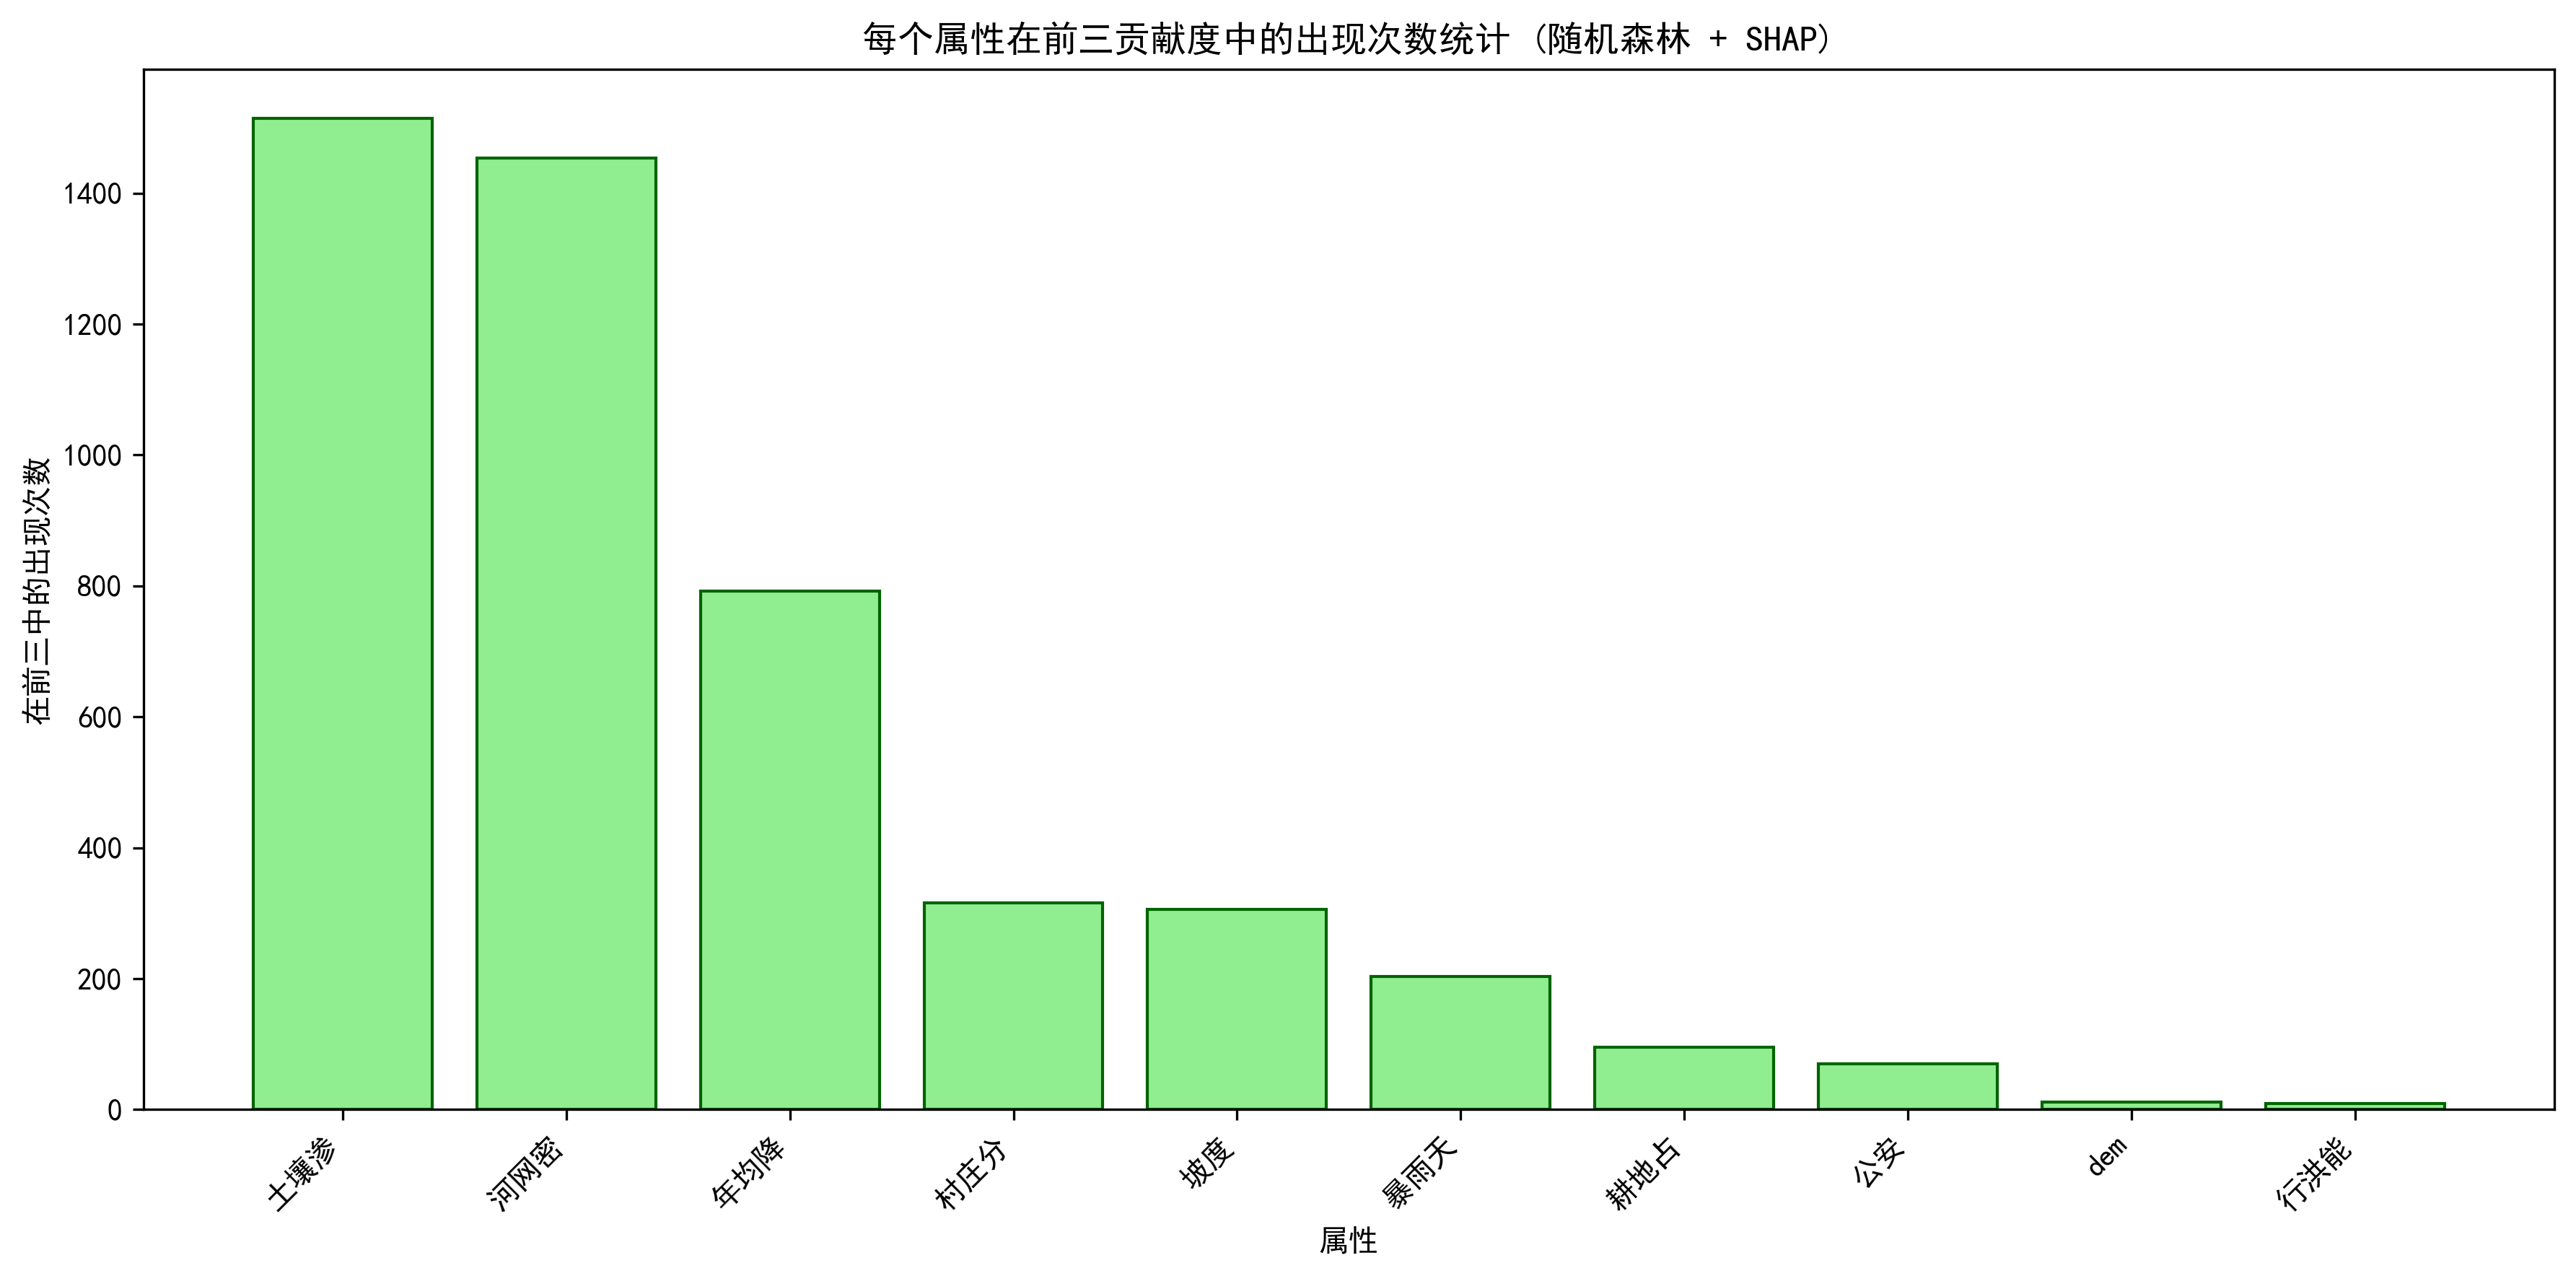 每个属性在前三贡献度中的出现次数统计 (随机森林 + SHAP)
在前三中的出现次数
1400
1200
1000
800
600
400
200
0
土壤渗
河网密
年均降
村庄分
坡度
暴雨天
耕地占
公安
dem
行洪能
属性